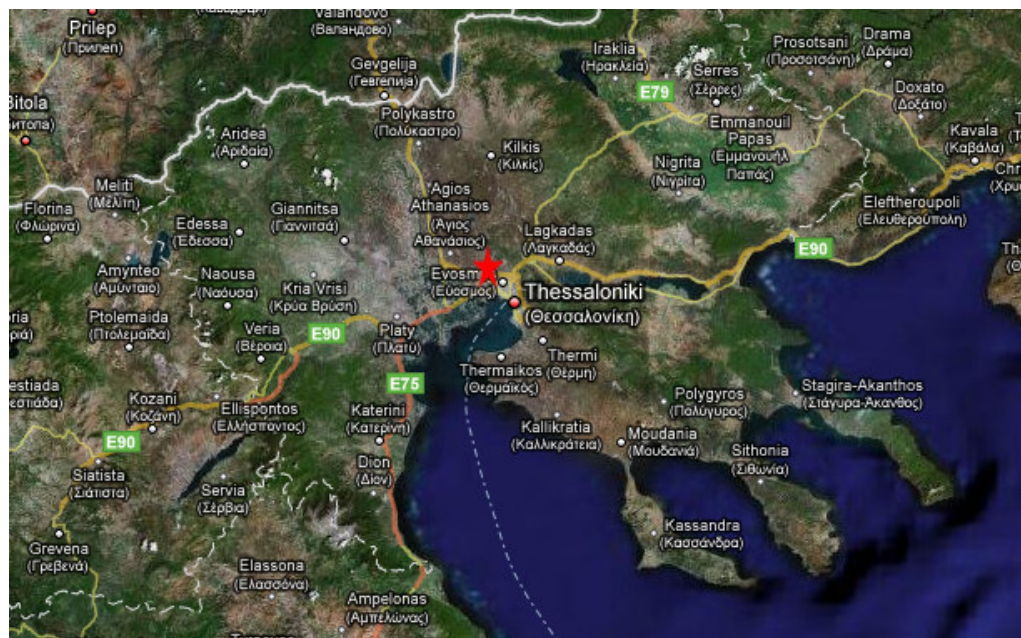 Prilep
(Прилеп)
Valandovo
(Валандово)
Gevgelija
(Гевгелија)
Iraklia
(Ηρακλεία)
Prosotsani
(Προσοτσάνη)
Drama
(Δράμα)
Serres
(Σέρρες)
E79
Doxato
(Δοξάτο)
Bitola
Polykastro
(Πολύκαστρο)
Emmanouil
Papas
(Εμμανουήλ
Παπάς)
Kavala
(Καβάλα)
Aridea
(Αριδαία)
Kilkis
(Κιλκίς)
Nigrita
(Νιγρίτα)
Meliti
(Μελίτη)
Agios
Athanasios
(Άγιος
Αθανάσιος)
Eleftheroupoli
(Ελευθερούπολη)
Florina
(Φλώρινα)
Edessa
(Έδεσσα)
Giannitsa
(Γιαννιτσά)
Lagkadas
(Λαγκαδάς)
E90
Amynteo
(Αμύνταιο)
Naousa
(Νάουσα)
Kria Vrisi
(Κρύα Βρύση)
Evosm
(Εύοσμος)
Thessaloniki
(Θεσσαλονίκη)
Ptolemaida
(Πτολεμαΐδα)
Veria
(Βέροια)
E90
Platy
(Πλατύ)
Thermi
(Θέρμη)
Thermaikos
(Θερμαϊκός)
E75
Kozani
(Κοζάνη)
Ellispontos
(Ελλήσποντος)
Katerini
(Κατερίνη)
Polygyros
(Πολύγυρος)
Stagira-Akanthos
(Στάγυρα-Άκανθος)
Kallikratia
(Καλλικράτεια)
Moudania
(Μουδανιά)
Sithonia
(Σιθωνία)
E90
Siatista
(Σιάτιστα)
Servia
(Σέρβια)
Dion
(Δίον)
Kassandra
(Κασσάνδρα)
Grevena
(Γρεβενά)
Elassona
(Ελασσόνα)
Ampelonas
(Αμπελώνας)